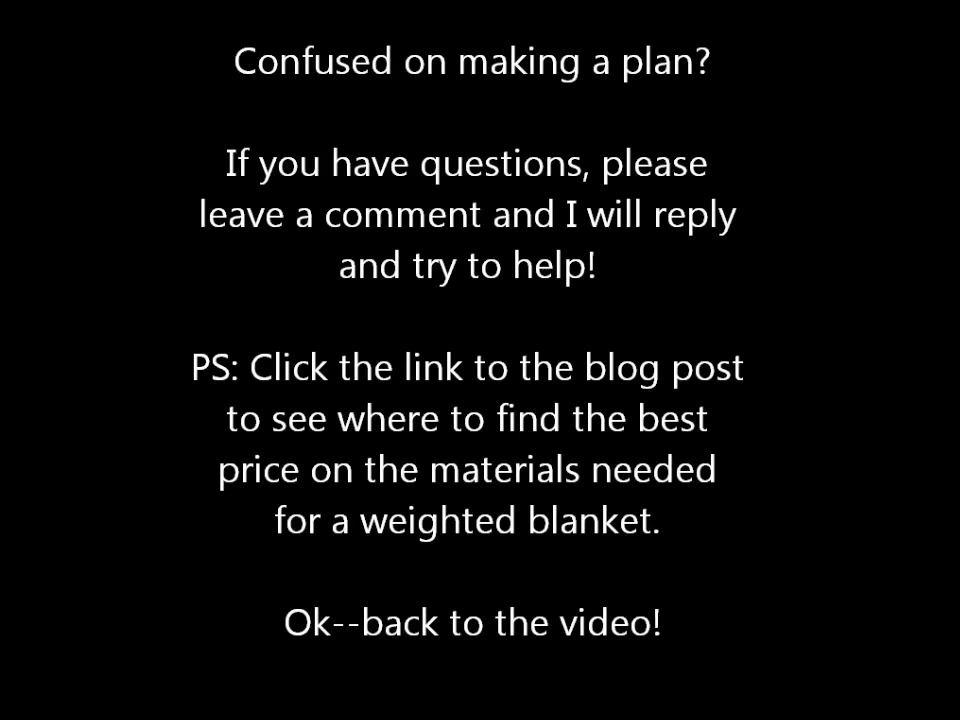 Confused on making a plan?
If you have questions, please
leave a comment and I will reply
and try to help!
PS: Click the link to the blog post
to see where to find the best
price on the materials needed
for a weighted blanket.
Ok--back to the video!